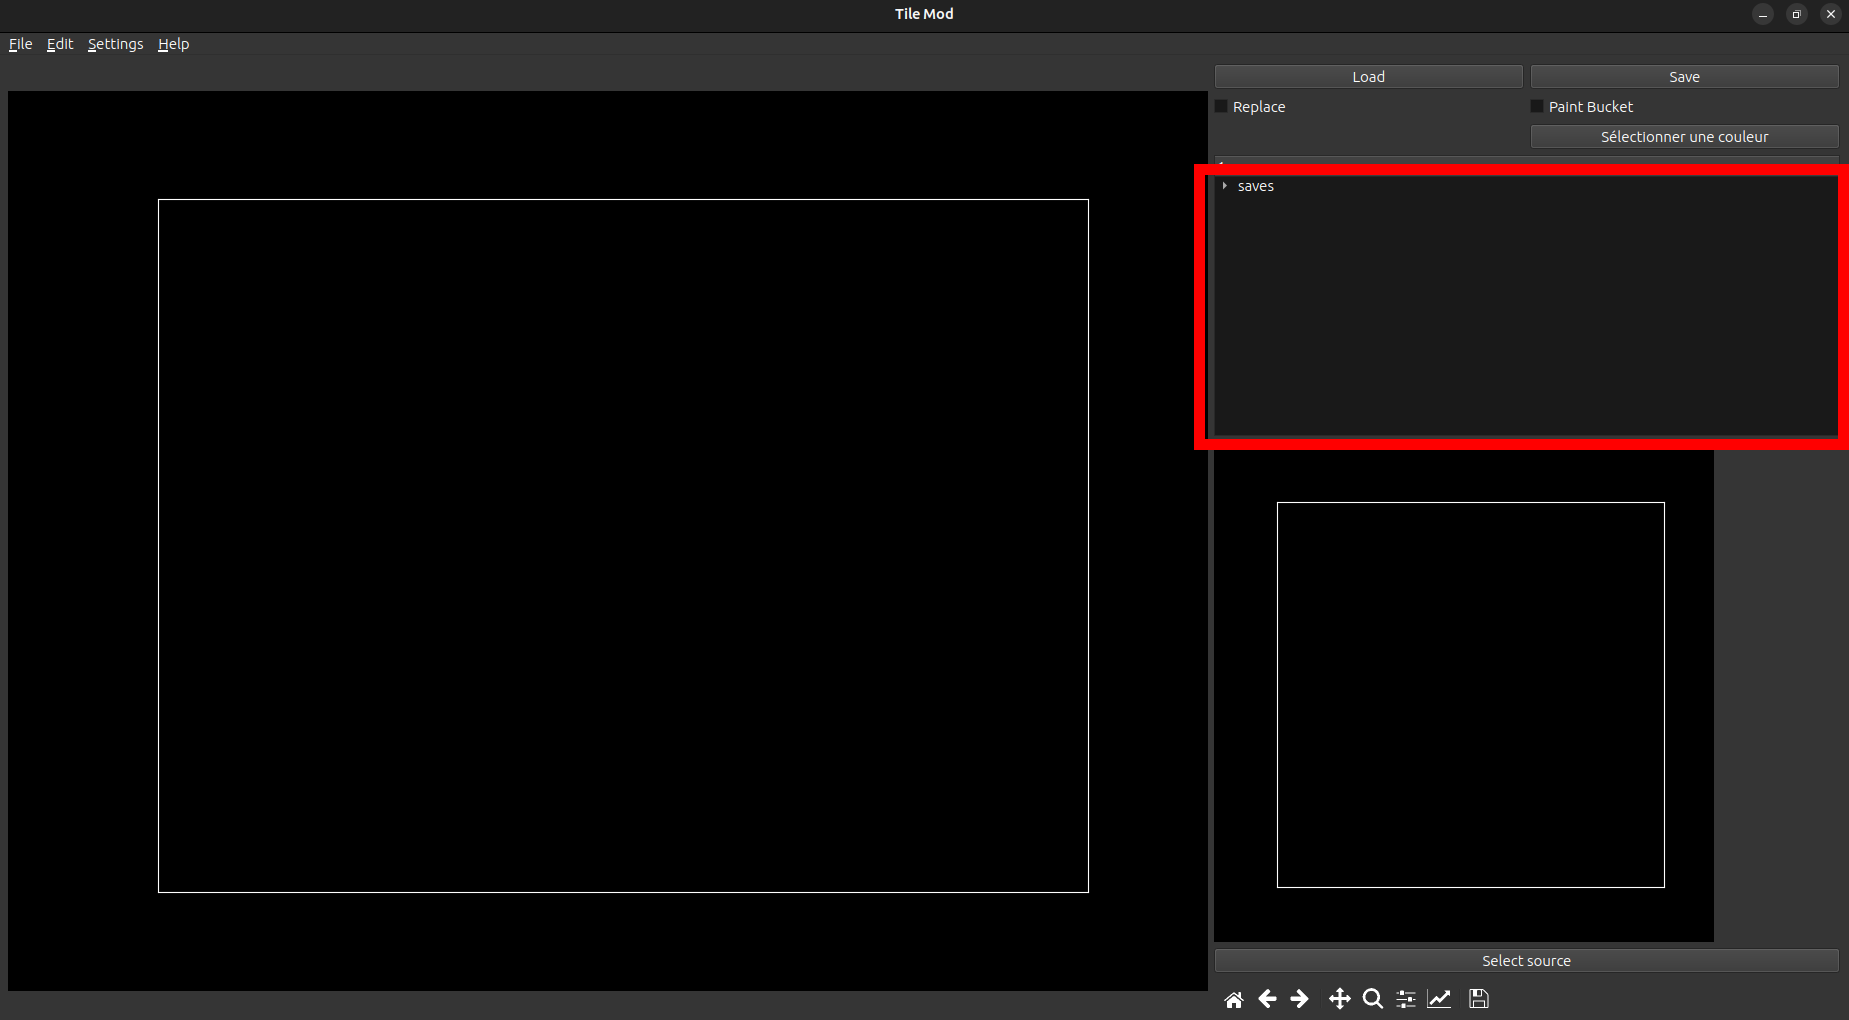 Tile Mod
File Edit Settings Help
Load Save
Replace Paint Bucket
Sélectionner une couleur
saves
Select source